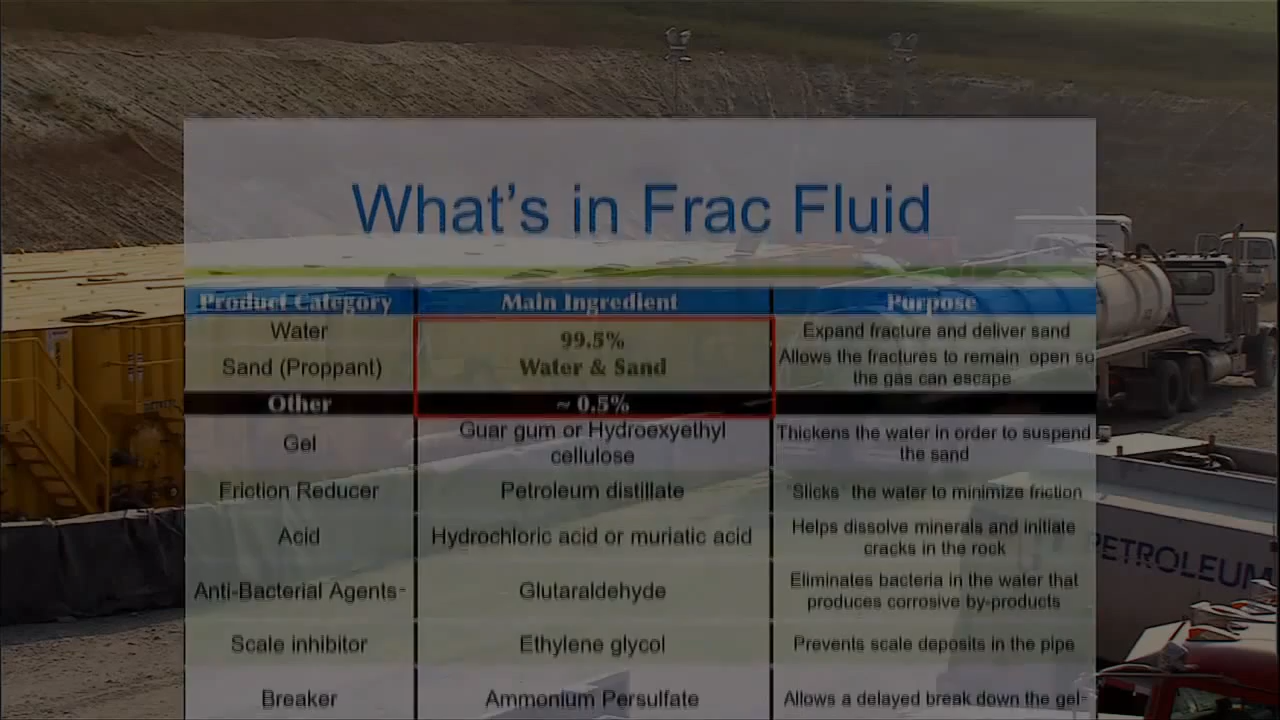 What's in Frac Fluid
Product Category Main Ingredient Purpose
Water 99.5% Expand fracture and deliver sand
Sand (Proppant) Water & Sand Allows the fractures to remain open so
the gas can escape
Other ~ 0.5%
Gel Guar gum or Hydroexyethyl Thickens the water in order to suspend
cellulose the sand
Friction Reducer Petroleum distillate "Slicks" the water to minimize friction
Acid Hydrochloric acid or muriatic acid Helps dissolve minerals and initiate
cracks in the rock
Anti-Bacterial Agents- Glutaraldehyde Eliminates bacteria in the water that
produces corrosive by-products
Scale inhibitor Ethylene glycol Prevents scale deposits in the pipe
Breaker Ammonium Persulfate Allows a delayed break down the gel-
PETROLEUM